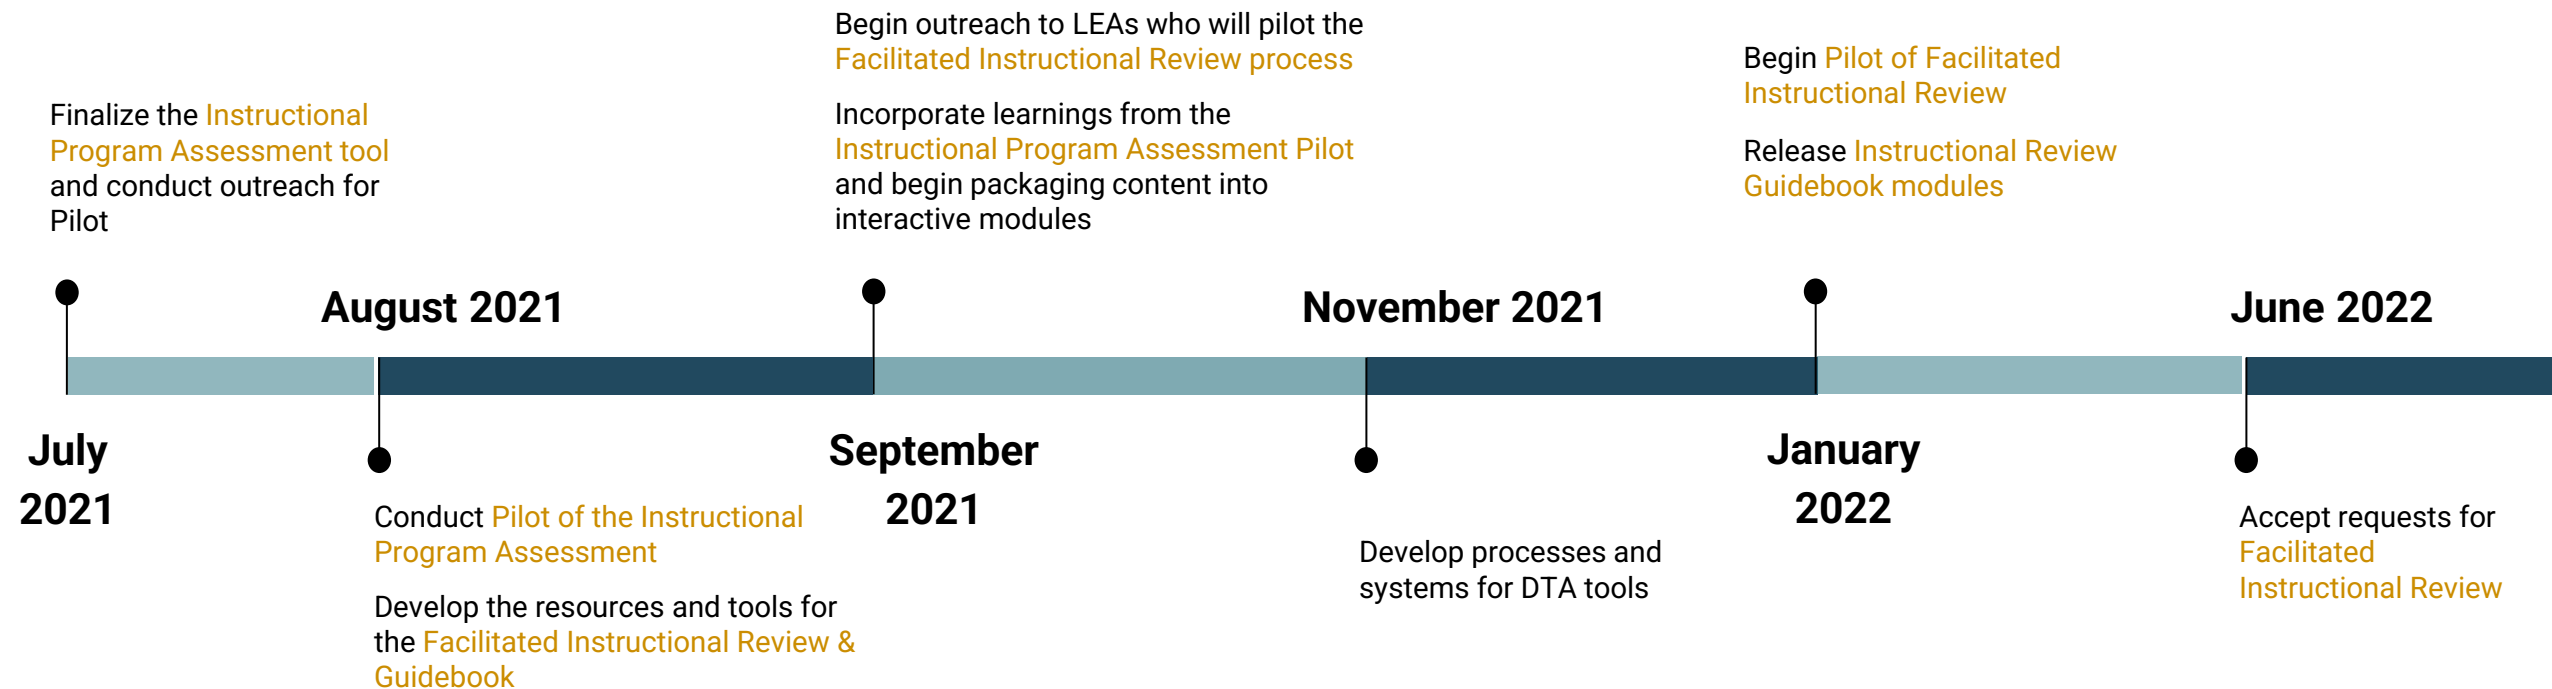 Finalize the Instructional
Program Assessment tool
and conduct outreach for
Pilot
July
2021
August 2021
Conduct Pilot of the Instructional
Program Assessment
Develop the resources and tools for
the Facilitated Instructional Review &
Guidebook
Begin outreach to LEAs who will pilot the
Facilitated Instructional Review process
Incorporate learnings from the
Instructional Program Assessment Pilot
and begin packaging content into
interactive modules
September
2021
November 2021
Develop processes and
systems for DTA tools
Begin Pilot of Facilitated
Instructional Review
Release Instructional Review
Guidebook modules
January
2022
June 2022
Accept requests for
Facilitated
Instructional Review